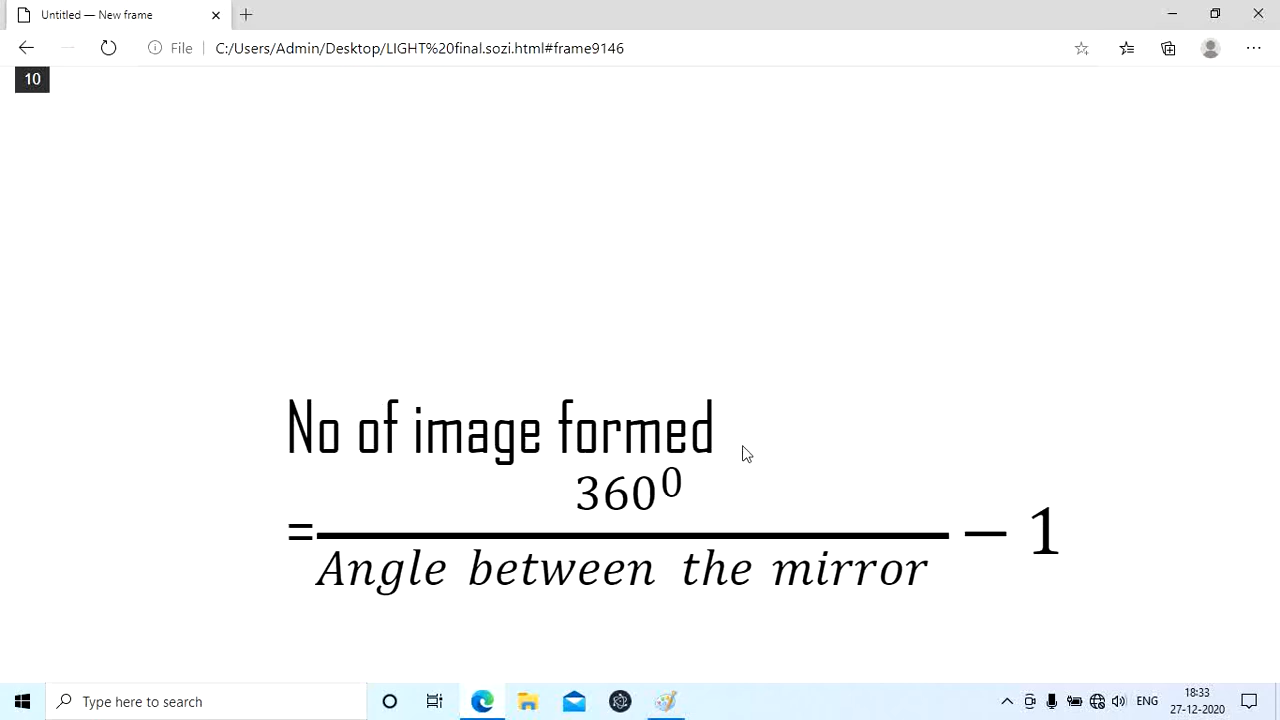 Untitled — New frame
File
C:/Users/Admin/Desktop/LIGHT%20final.sozi.html#frame9146
10
No of image formed
=360⁰/Angle between the mirror − 1
Type here to search
ENG
18:33
27-12-2020